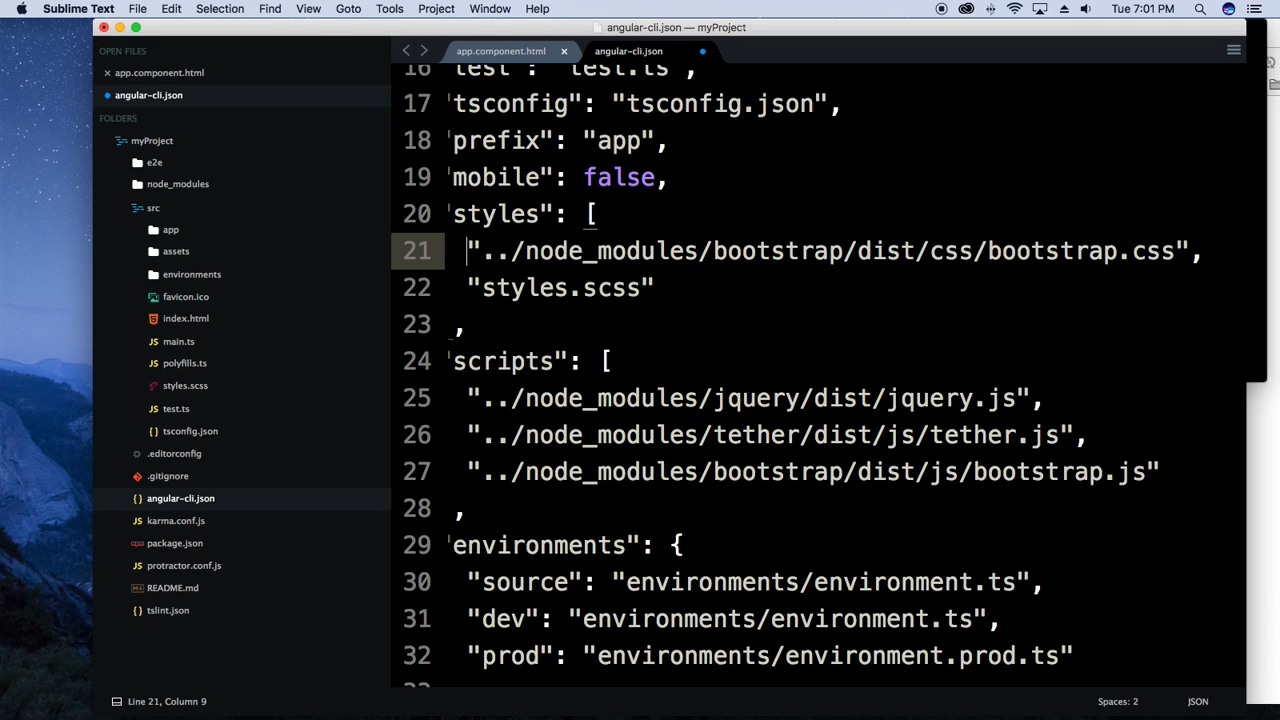 Sublime Text File Edit Selection Find View Goto Tools Project Window Help Tue 7:01 PM
angular-cli.json — myProject
OPEN FILES
app.component.html
angular-cli.json
FOLDERS
myProject
e2e
node_modules
src
app
assets
environments
favicon.ico
index.html
main.ts
polyfills.ts
styles.scss
test.ts
tsconfig.json
.editorconfig
.gitignore
angular-cli.json
karma.conf.js
package.json
protractor.conf.js
README.md
tslint.json
app.component.html angular-cli.json
16 test": "test.ts",
17 "tsconfig": "tsconfig.json",
18 "prefix": "app",
19 "mobile": false,
20 "styles": [
21 "../node_modules/bootstrap/dist/css/bootstrap.css",
22 "styles.scss"
23 ,
24 "scripts": [
25 "../node_modules/jquery/dist/jquery.js",
26 "../node_modules/tether/dist/js/tether.js",
27 "../node_modules/bootstrap/dist/js/bootstrap.js"
28 ,
29 "environments": {
30 "source": "environments/environment.ts",
31 "dev": "environments/environment.ts",
32 "prod": "environments/environment.prod.ts"
Line 21, Column 9 Spaces: 2 JSON